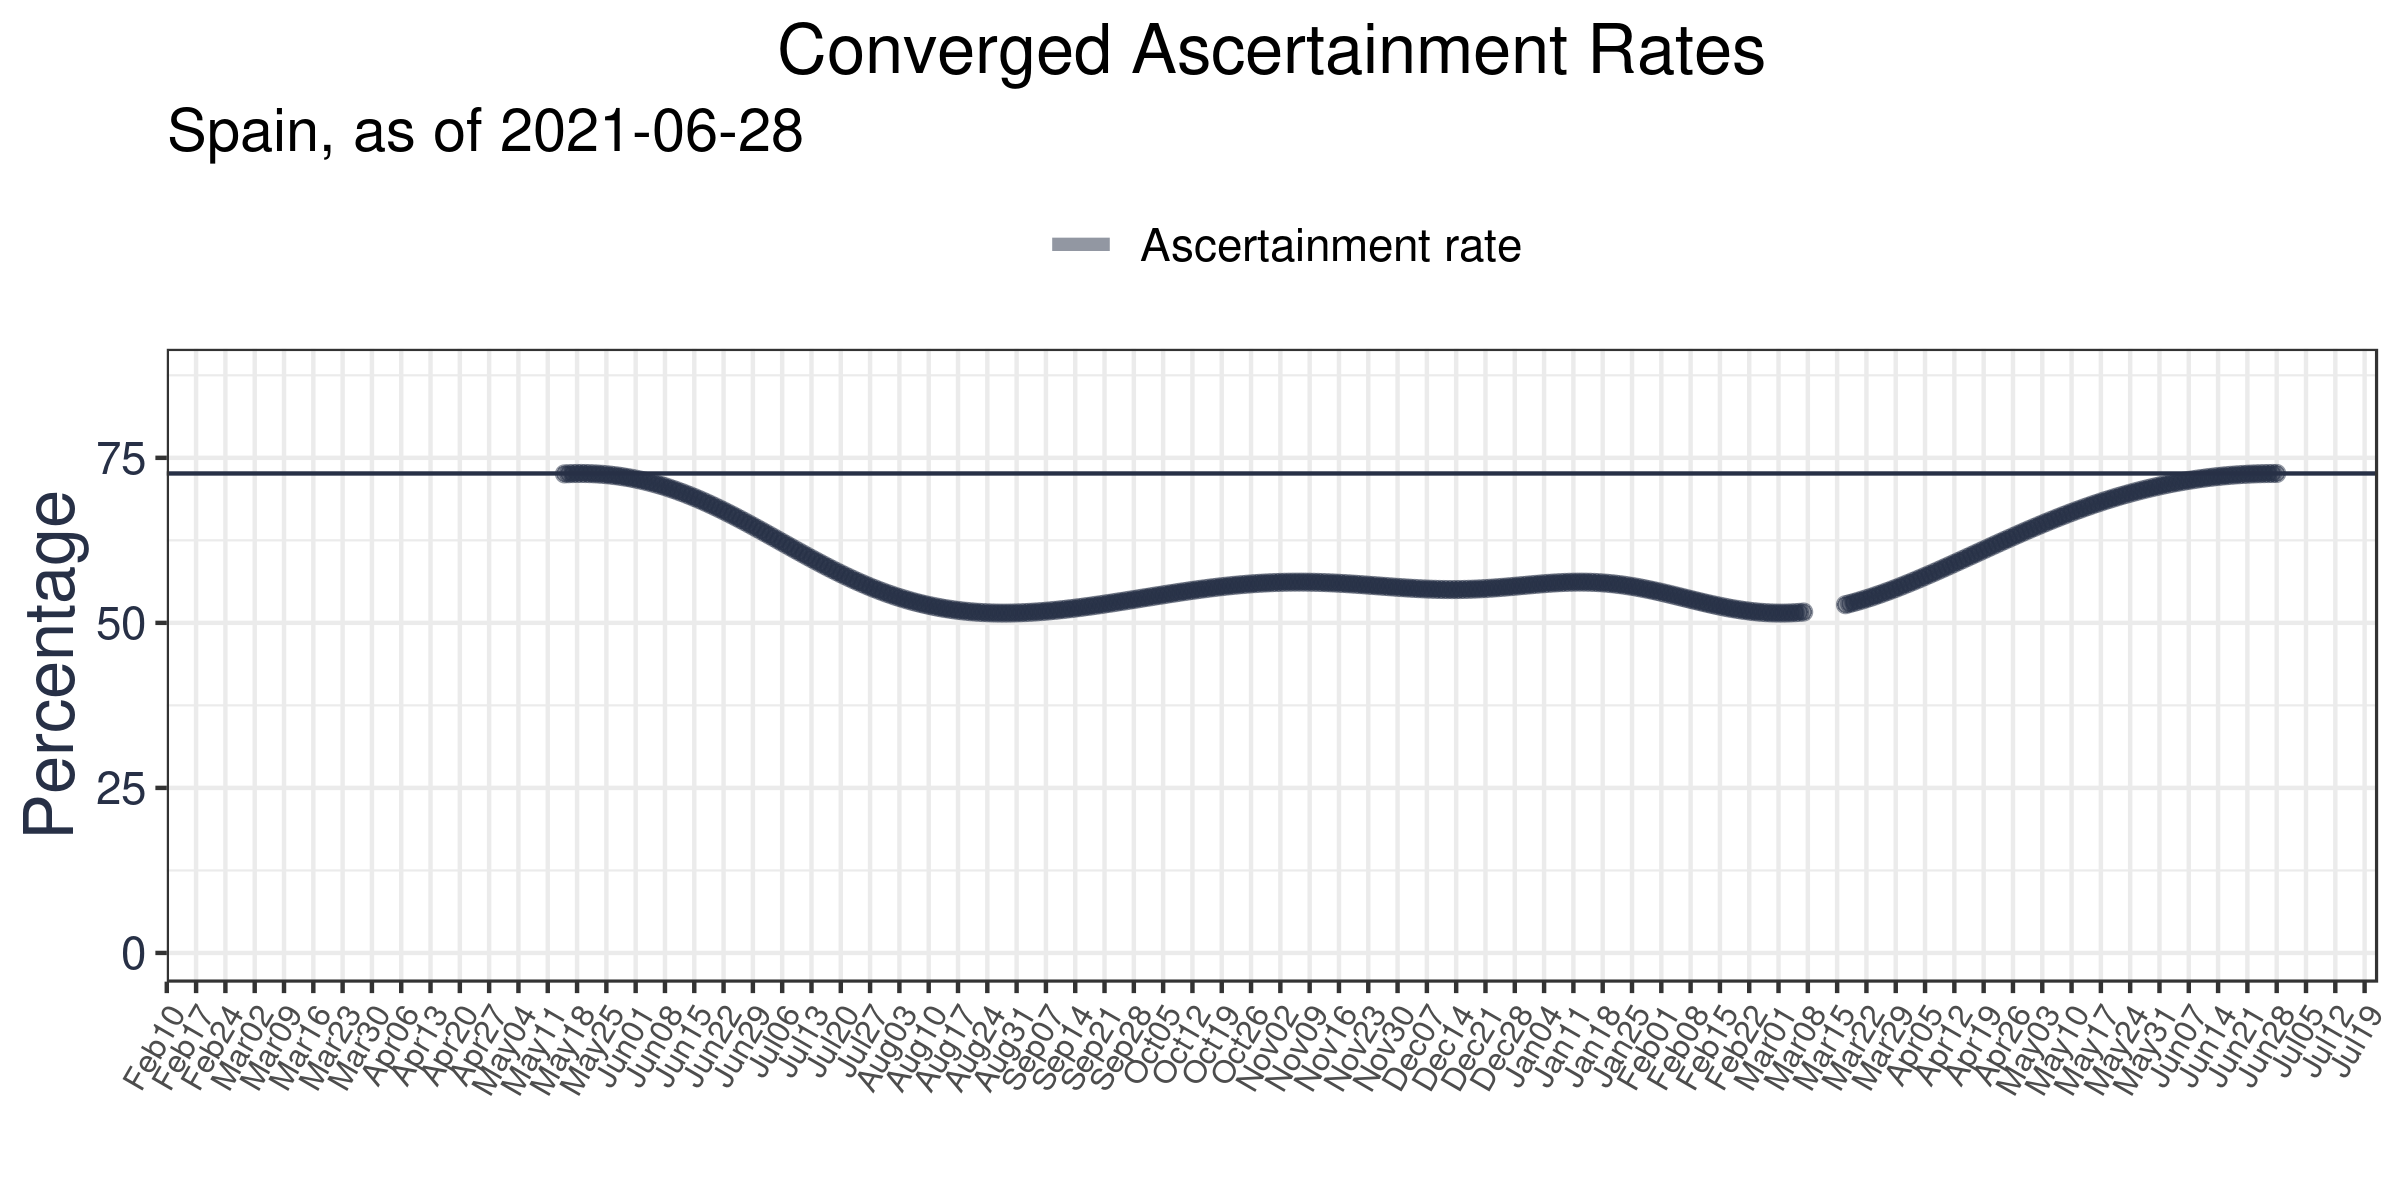 Converged Ascertainment Rates
Spain, as of 2021-06-28
Ascertainment rate
Percentage
75
50
25
0
Feb10 Feb17 Feb24 Mar02 Mar09 Mar16 Mar23 Mar30 Apr06 Apr13 Apr20 Apr27 May04 May11 May18 May25 Jun01 Jun08 Jun15 Jun22 Jun29 Jul06 Jul13 Jul20 Jul27 Aug03 Aug10 Aug17 Aug24 Aug31 Sep07 Sep14 Sep21 Sep28 Oct05 Oct12 Oct19 Oct26 Nov02 Nov09 Nov16 Nov23 Nov30 Dec07 Dec14 Dec21 Dec28 Jan04 Jan11 Jan18 Jan25 Feb01 Feb08 Feb15 Feb22 Mar01 Mar08 Mar15 Mar22 Mar29 Apr05 Apr12 Apr19 Apr26 May03 May10 May17 May24 May31 Jun07 Jun14 Jun21 Jun28 Jul05 Jul12 Jul19